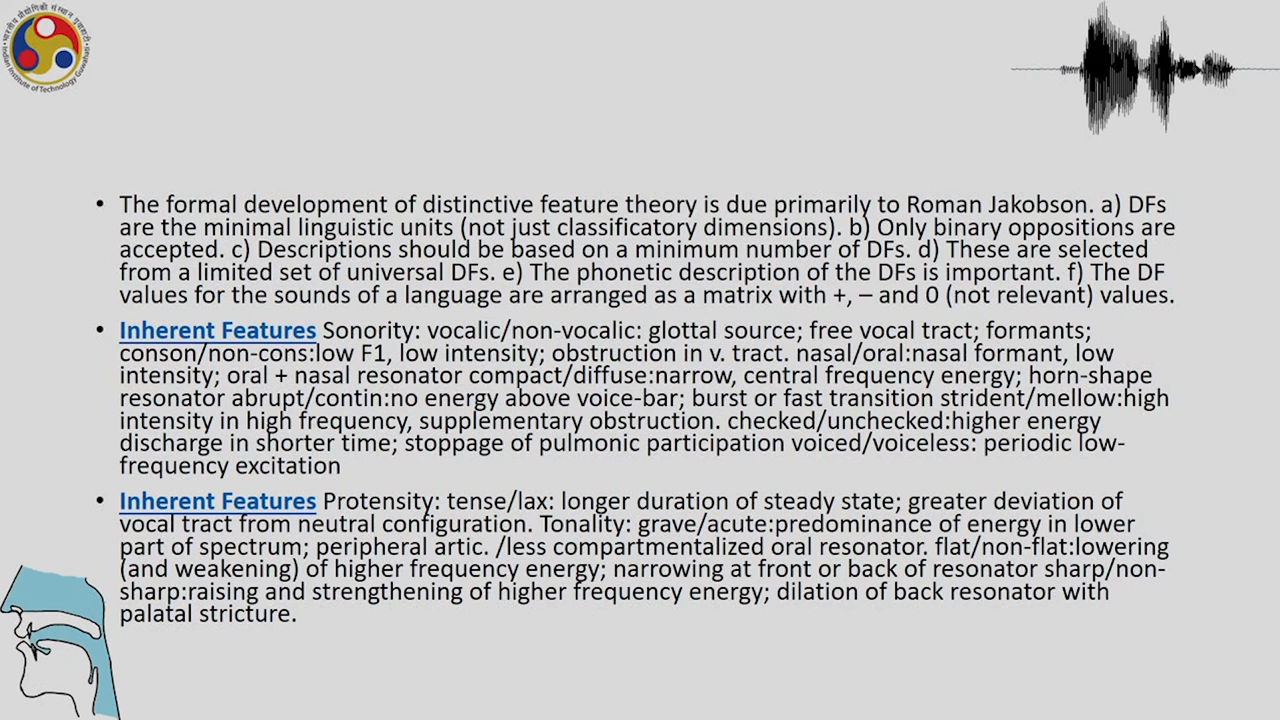 भारतीय प्रौद्योगिकी संस्थान गुवाहाटी
Indian Institute of Technology Guwahati
• The formal development of distinctive feature theory is due primarily to Roman Jakobson. a) DFs
are the minimal linguistic units (not just classificatory dimensions). b) Only binary oppositions are
accepted. c) Descriptions should be based on a minimum number of DFs. d) These are selected
from a limited set of universal DFs. e) The phonetic description of the DFs is important. f) The DF
values for the sounds of a language are arranged as a matrix with +, – and 0 (not relevant) values.
• Inherent Features Sonority: vocalic/non-vocalic: glottal source; free vocal tract; formants;
conson/non-cons:low F1, low intensity; obstruction in v. tract. nasal/oral:nasal formant, low
intensity; oral + nasal resonator compact/diffuse:narrow, central frequency energy; horn-shape
resonator abrupt/contin:no energy above voice-bar; burst or fast transition strident/mellow:high
intensity in high frequency, supplementary obstruction. checked/unchecked:higher energy
discharge in shorter time; stoppage of pulmonic participation voiced/voiceless: periodic low-
frequency excitation
• Inherent Features Protensity: tense/lax: longer duration of steady state; greater deviation of
vocal tract from neutral configuration. Tonality: grave/acute:predominance of energy in lower
part of spectrum; peripheral artic. /less compartmentalized oral resonator. flat/non-flat:lowering
(and weakening) of higher frequency energy; narrowing at front or back of resonator sharp/non-
sharp:raising and strengthening of higher frequency energy; dilation of back resonator with
palatal stricture.